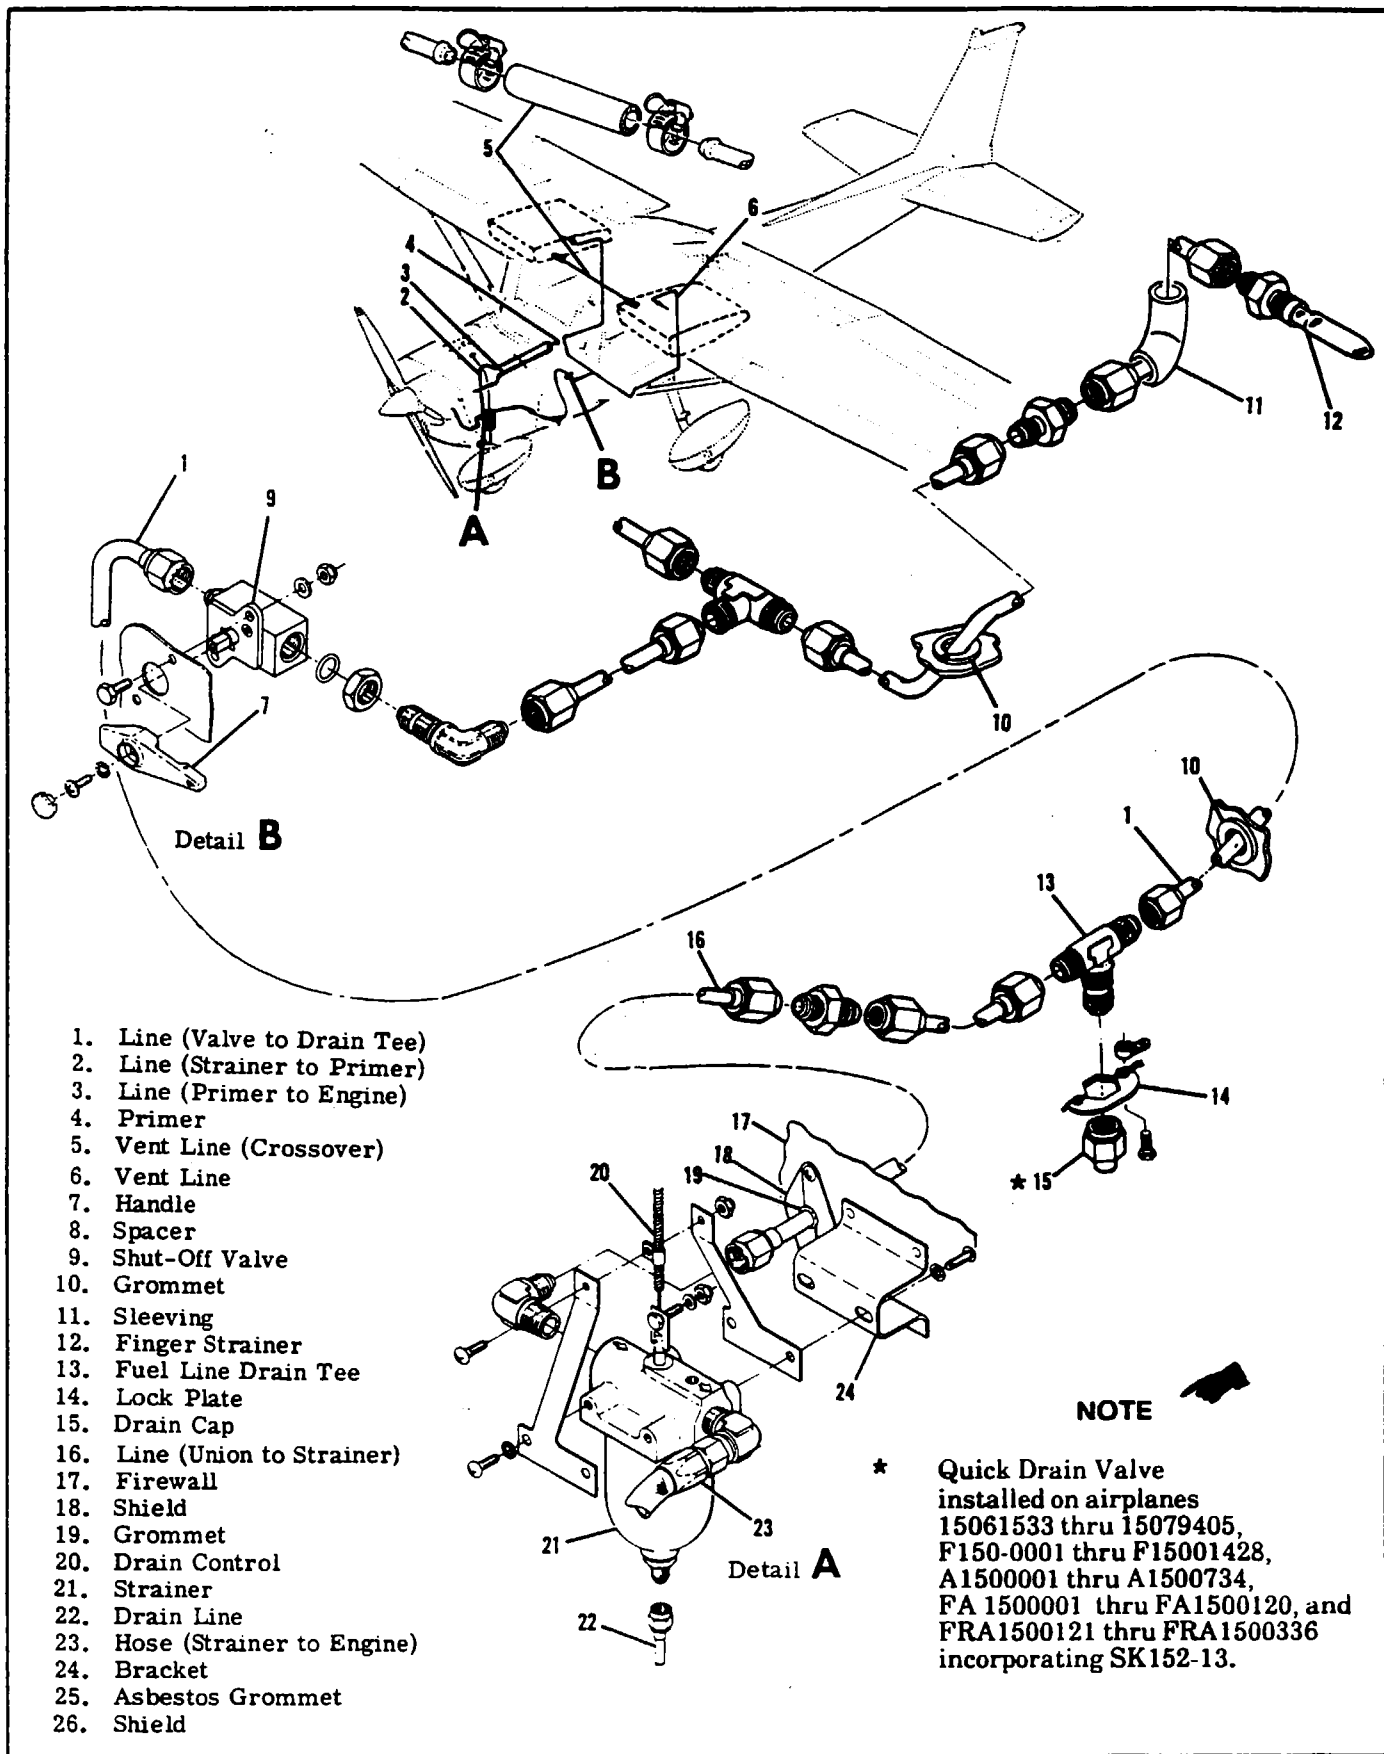 5
6
4
3
2
11
12
B
A
1
9
10
7
10
Detail B
1
13
16
14
17
18
19
20
* 15
1. Line (Valve to Drain Tee)
2. Line (Strainer to Primer)
3. Line (Primer to Engine)
4. Primer
5. Vent Line (Crossover)
6. Vent Line
7. Handle
8. Spacer
9. Shut-Off Valve
10. Grommet
11. Sleeving
12. Finger Strainer
13. Fuel Line Drain Tee
14. Lock Plate
15. Drain Cap
16. Line (Union to Strainer)
17. Firewall
18. Shield
19. Grommet
20. Drain Control
21. Strainer
22. Drain Line
23. Hose (Strainer to Engine)
24. Bracket
25. Asbestos Grommet
26. Shield
24
21
23
22
Detail A
NOTE
* Quick Drain Valve
installed on airplanes
15061533 thru 15079405,
F150-0001 thru F15001428,
A1500001 thru A1500734,
FA 1500001 thru FA1500120, and
FRA1500121 thru FRA1500336
incorporating SK152-13.